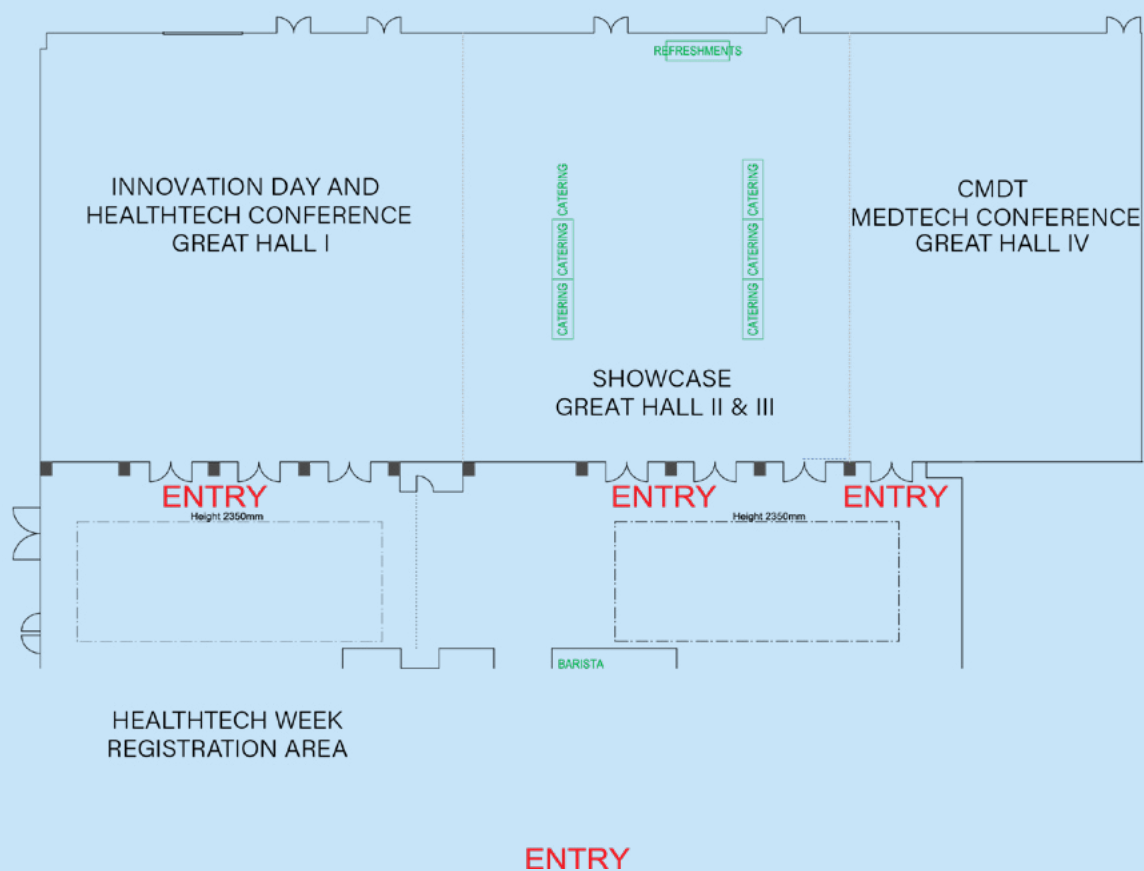 REFRESHMENTS
INNOVATION DAY AND
HEALTHTECH CONFERENCE
GREAT HALL I
CATERING
CATERING
CATERING
CATERING
CATERING
CATERING
CMDT
MEDTECH CONFERENCE
GREAT HALL IV
SHOWCASE
GREAT HALL II & III
ENTRY
ENTRY
ENTRY
Height 2350mm
Height 2350mm
BARISTA
HEALTHTECH WEEK
REGISTRATION AREA
ENTRY